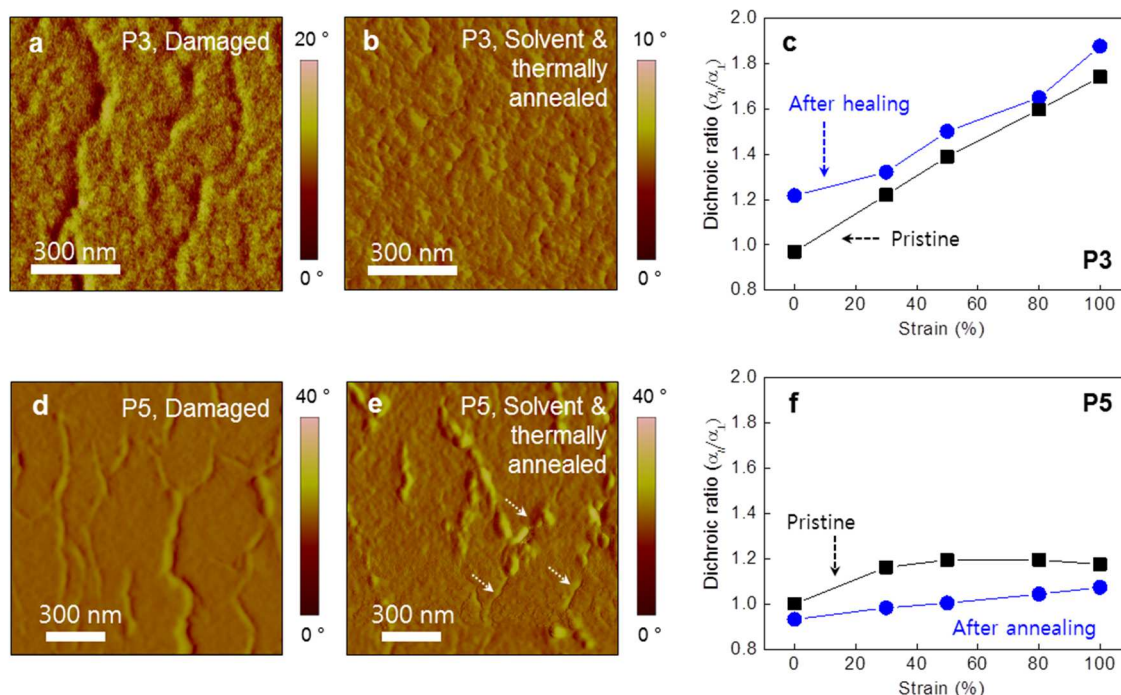 a
P3, Damaged
20 °
0 °
300 nm
b
P3, Solvent &
thermally
annealed
10 °
0 °
300 nm
c
After healing
Pristine
P3
Dichroic ratio (α//​/α⊥)
2.0
1.8
1.6
1.4
1.2
1.0
0.8
0
20
40
60
80
100
Strain (%)
d
P5, Damaged
40 °
0 °
300 nm
e
P5, Solvent &
thermally
annealed
40 °
0 °
300 nm
f
P5
Pristine
After annealing
Dichroic ratio (α///α⊥)
2.0
1.8
1.6
1.4
1.2
1.0
0.8
0
20
40
60
80
100
Strain (%)